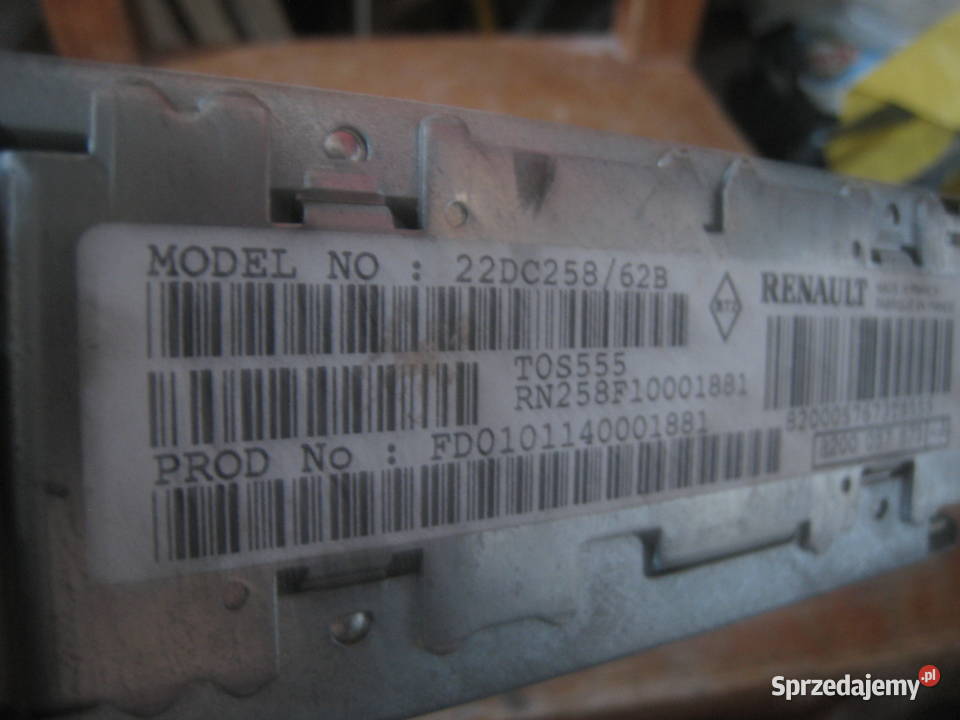 MODEL NO : 22DC258/62B
TOS555
RN258F10001881
PROD No : FD0101140001881
RENAULT
Sprzedajemy.pl